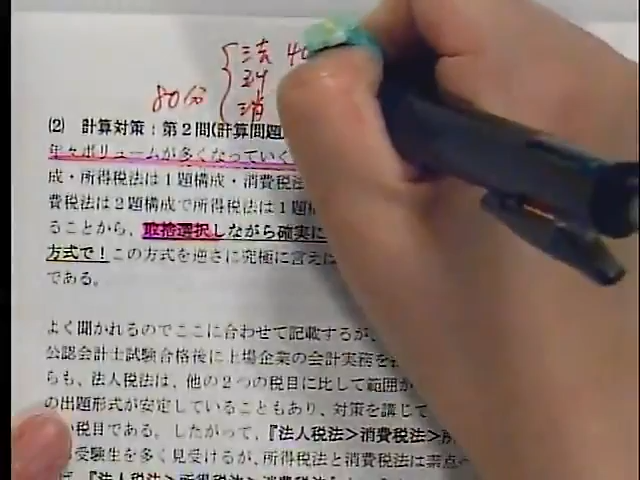 法 40
所
80分
消
(2) 計算対策：第２問(計算問題
年々ボリュームが多くなっていく
成・所得税法は１題構成・消費税法
費税法は２題構成で所得税法は１題構
ることから、取捨選択しながら確実に
方式で！この方式を逆さに究極に言えば
である。
よく聞かれるのでここに合わせて記載するが、
公認会計士試験合格後に上場企業の会計実務を
らも、法人税法は、他の２つの税目に比して範囲が
の出題形式が安定していることもあり、対策を講じて
い税目である。したがって、『法人税法＞消費税法＞所
受験生を多く見受けるが、所得税法と消費税法は素点
『法人税法＞所得税法＞消費税法